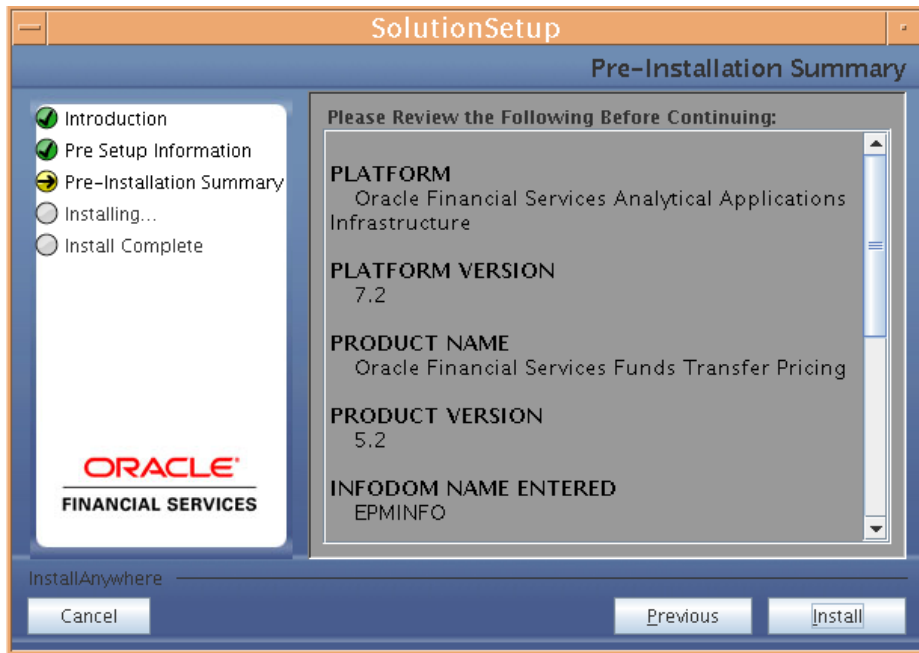 SolutionSetup
Pre-Installation Summary
Introduction
Pre Setup Information
Pre-Installation Summary
Installing...
Install Complete
ORACLE
FINANCIAL SERVICES
Please Review the Following Before Continuing:
PLATFORM
Oracle Financial Services Analytical Applications
Infrastructure
PLATFORM VERSION
7.2
PRODUCT NAME
Oracle Financial Services Funds Transfer Pricing
PRODUCT VERSION
5.2
INFODOM NAME ENTERED
EPMINFO
InstallAnywhere
Cancel
Previous
Install